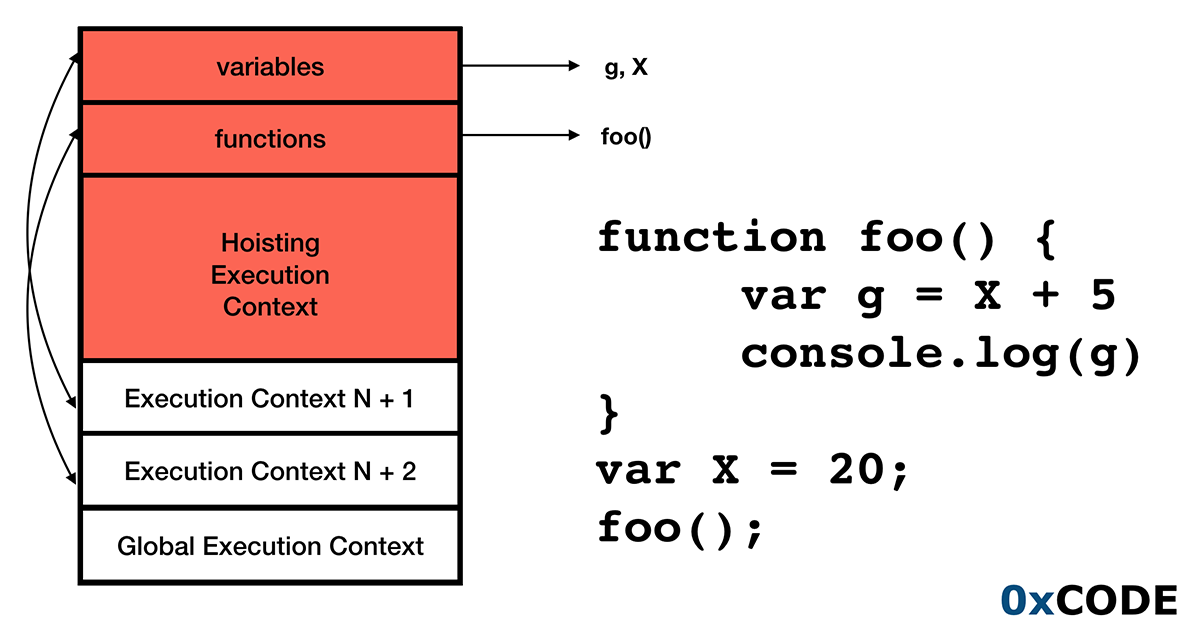 variables
g, X
functions
foo()
Hoisting
Execution
Context
Execution Context N + 1
Execution Context N + 2
Global Execution Context
function foo() {
var g = X + 5
console.log(g)
}
var X = 20;
foo();
0xCODE